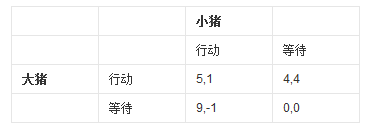 小猪
行动 等待
大猪 行动 5,1 4,4
等待 9,-1 0,0